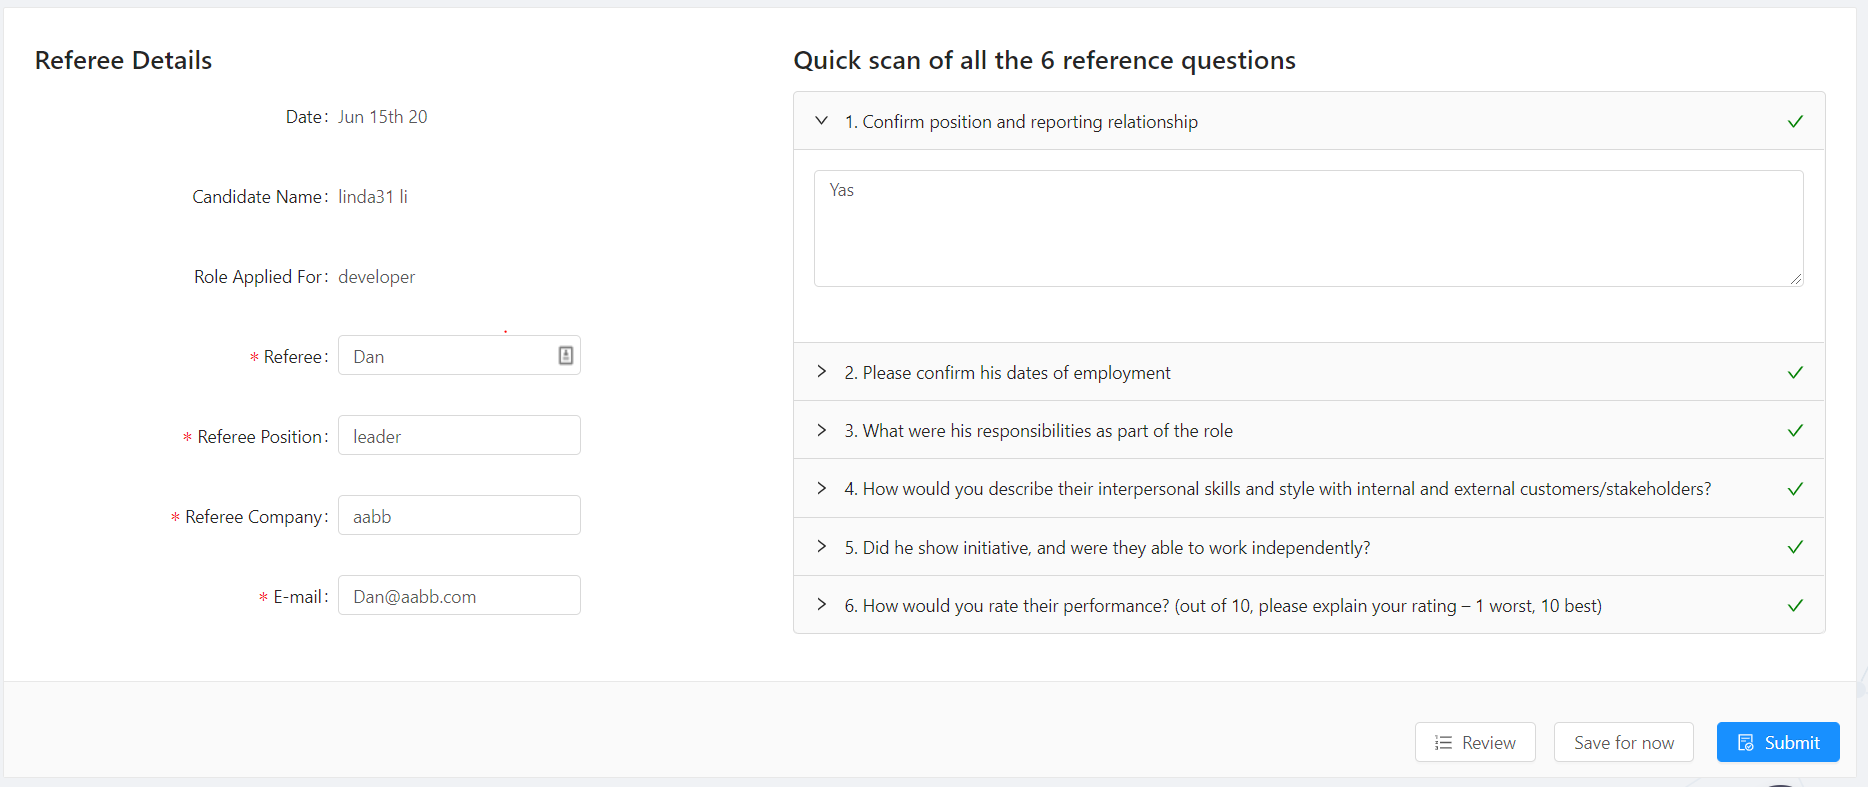 Referee Details
Date: Jun 15th 20
Candidate Name: linda31 li
Role Applied For: developer
* Referee: Dan
* Referee Position: leader
* Referee Company: aabb
* E-mail: Dan@aabb.com
Quick scan of all the 6 reference questions
1. Confirm position and reporting relationship
Yas
2. Please confirm his dates of employment
3. What were his responsibilities as part of the role
4. How would you describe their interpersonal skills and style with internal and external customers/stakeholders?
5. Did he show initiative, and were they able to work independently?
6. How would you rate their performance? (out of 10, please explain your rating – 1 worst, 10 best)
Review
Save for now
Submit